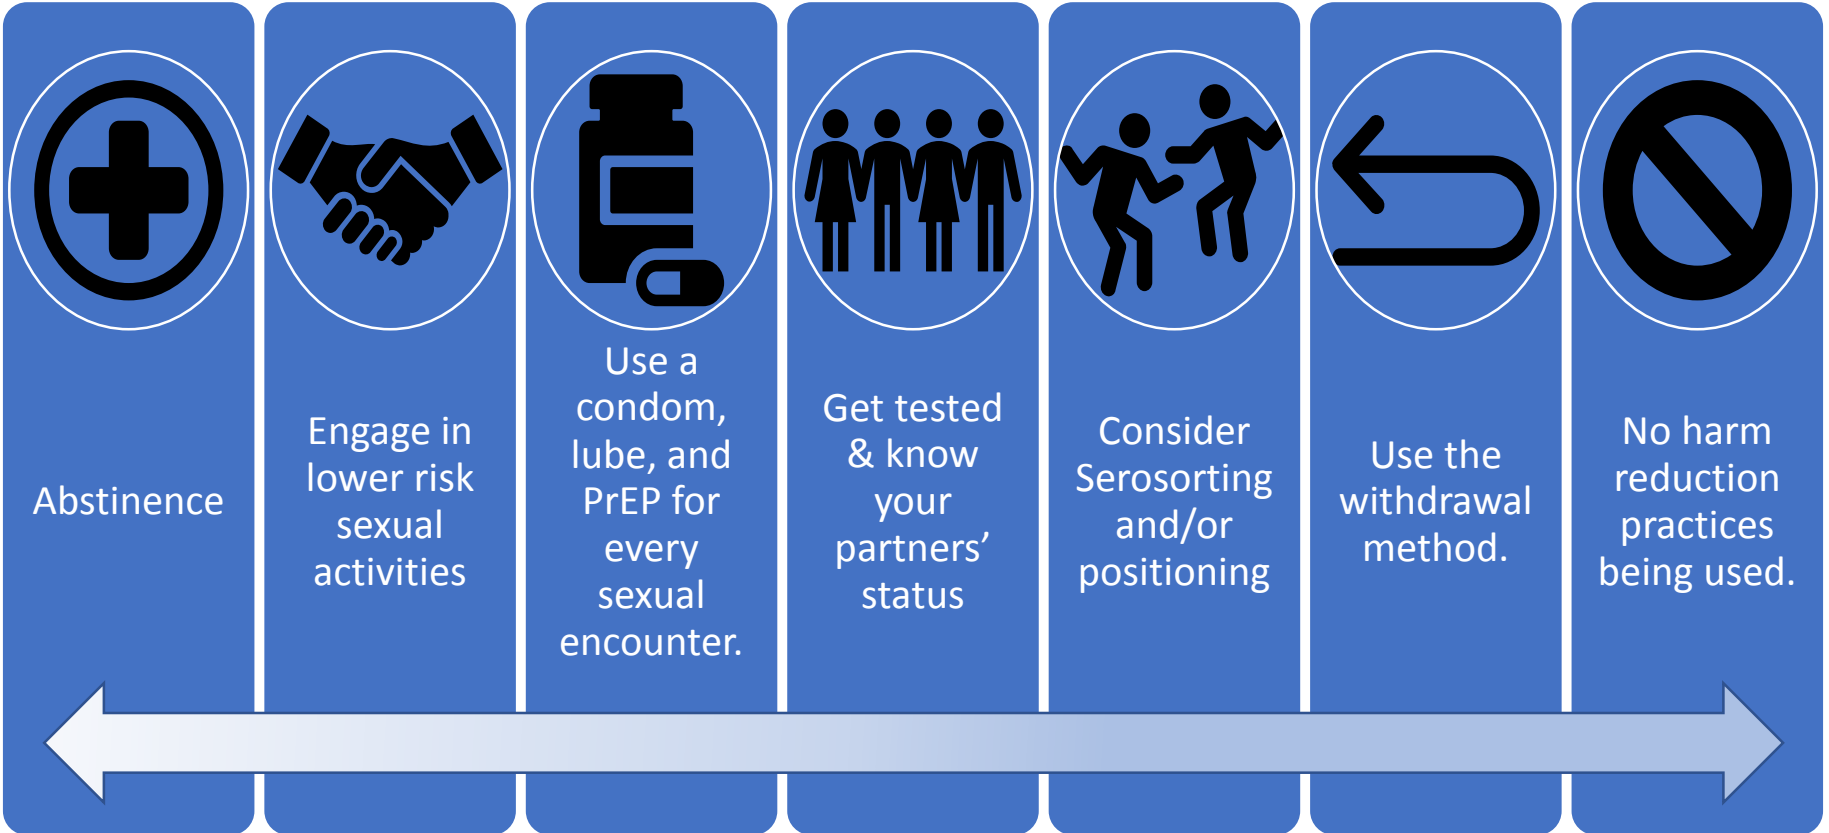 Abstinence
Engage in
lower risk
sexual
activities
Use a
condom,
lube, and
PrEP for
every
sexual
encounter.
Get tested
& know
your
partners’
status
Consider
Serosorting
and/or
positioning
Use the
withdrawal
method.
No harm
reduction
practices
being used.